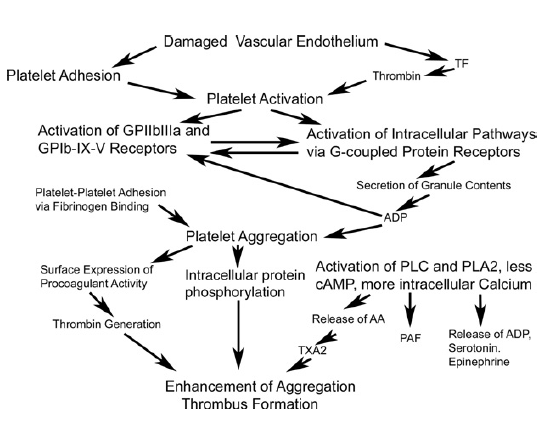 Damaged Vascular Endothelium
TF
Platelet Adhesion
Thrombin
Platelet Activation
Activation of GPIIbIIIa and
GPIb-IX-V Receptors
Activation of Intracellular Pathways
via G-coupled Protein Receptors
Secretion of Granule Contents
Platelet-Platelet Adhesion
via Fibrinogen Binding
ADP
Platelet Aggregation
Surface Expression of
Procoagulant Activity
Intracellular protein
phosphorylation
Activation of PLC and PLA2, less
cAMP, more intracellular Calcium
Thrombin Generation
Release of AA
TXA2
PAF
Release of ADP,
Serotonin.
Epinephrine
Enhancement of Aggregation
Thrombus Formation